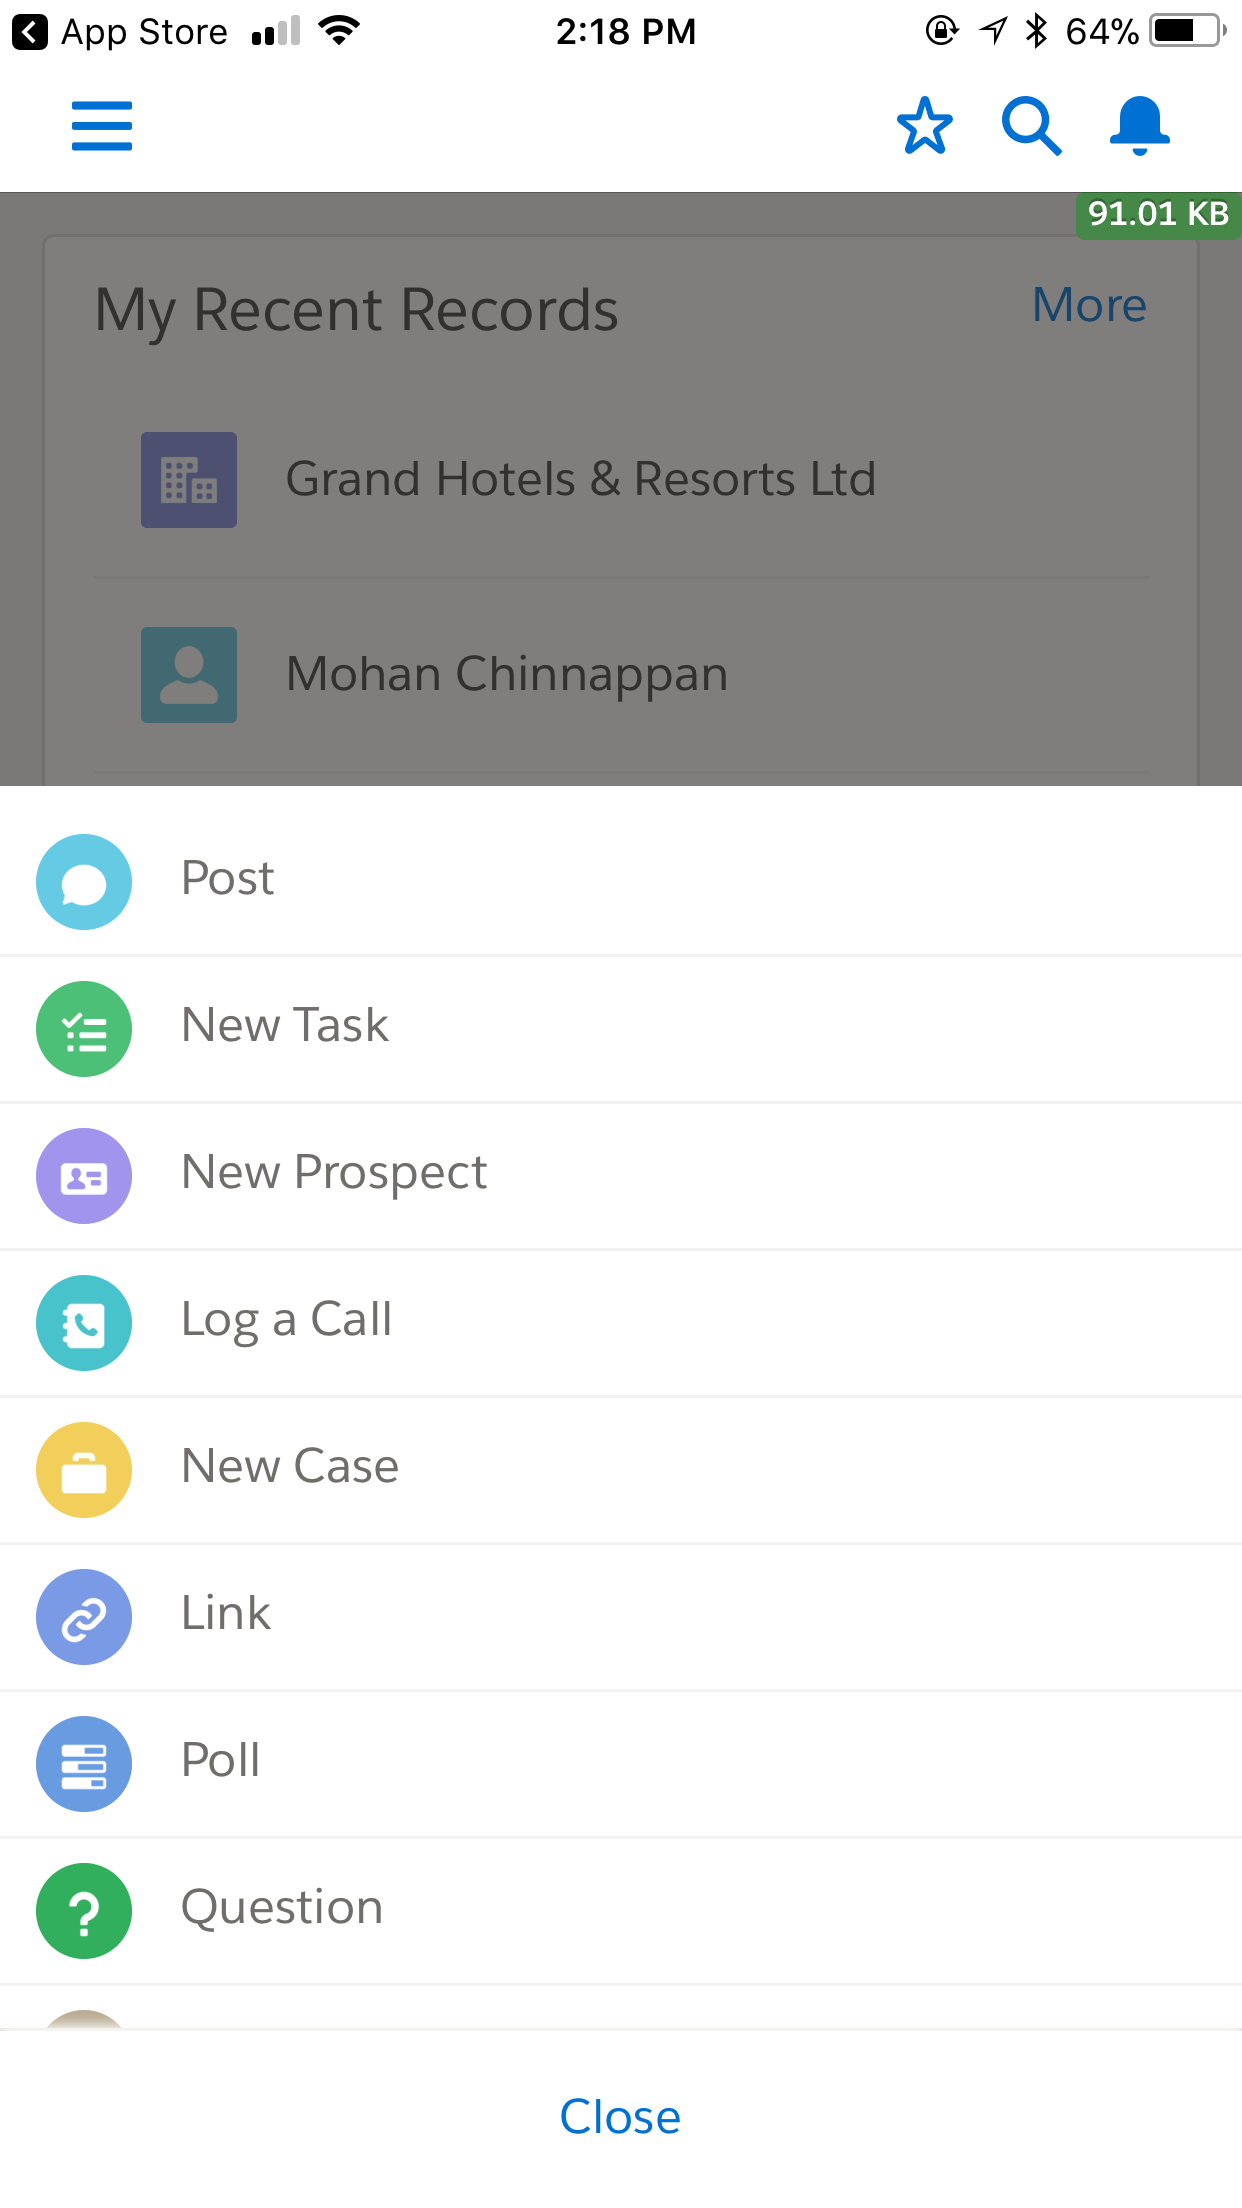 App Store 2:18 PM 64%
91.01 KB
My Recent Records More
Grand Hotels & Resorts Ltd
Mohan Chinnappan
Post
New Task
New Prospect
Log a Call
New Case
Link
Poll
Question
Close